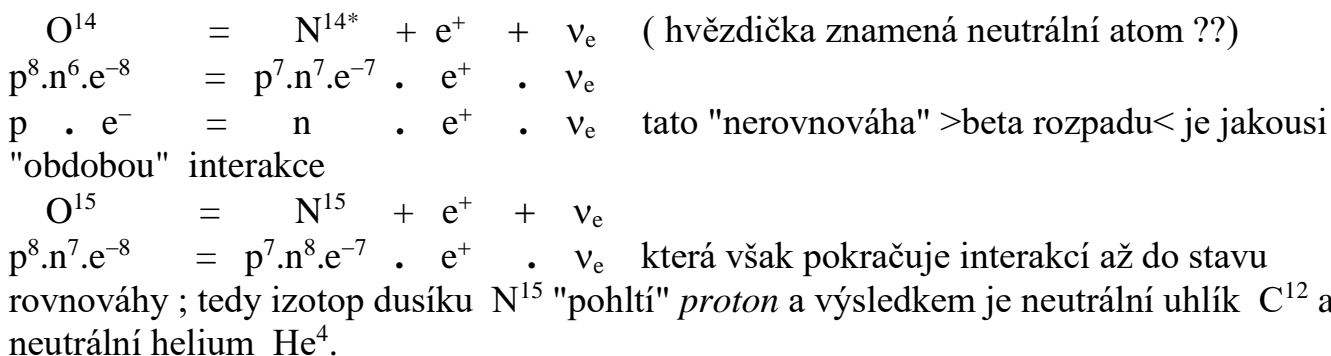 O¹⁴ = N¹⁴* + e⁺ + νₑ ( hvězdička znamená neutrální atom ??)
p⁸.n⁶.e⁻⁸ = p⁷.n⁷.e⁻⁷ . e⁺ . νₑ
p . e⁻ = n . e⁺ . νₑ tato "nerovnováha" >beta rozpadu< je jakousi
"obdobou" interakce
O¹⁵ = N¹⁵ + e⁺ + νₑ
p⁸.n⁷.e⁻⁸ = p⁷.n⁸.e⁻⁷ . e⁺ . νₑ která však pokračuje interakcí až do stavu
rovnováhy ; tedy izotop dusíku N¹⁵ "pohltí" proton a výsledkem je neutrální uhlík C¹² a
neutrální helium He⁴.